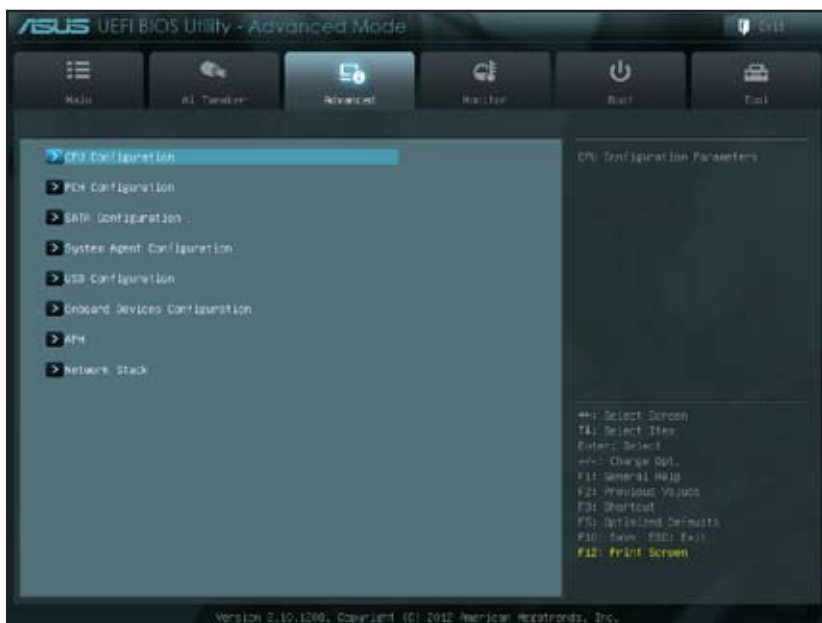 ASUS UEFI BIOS Utility - Advanced Mode
Exit
Main
Ai Tweaker
Advanced
Monitor
Boot
Tool
CPU Configuration
PCH Configuration
SATA Configuration
System Agent Configuration
USB Configuration
Onboard Devices Configuration
APM
Network Stack
CPU Configuration Parameters
→←: Select Screen
↑↓: Select Item
Enter: Select
+/-: Change Opt.
F1: General Help
F2: Previous Values
F3: Shortcut
F5: Optimized Defaults
F10: Save ESC: Exit
F12: Print Screen
Version 2.10.1208. Copyright (C) 2012 American Megatrends, Inc.